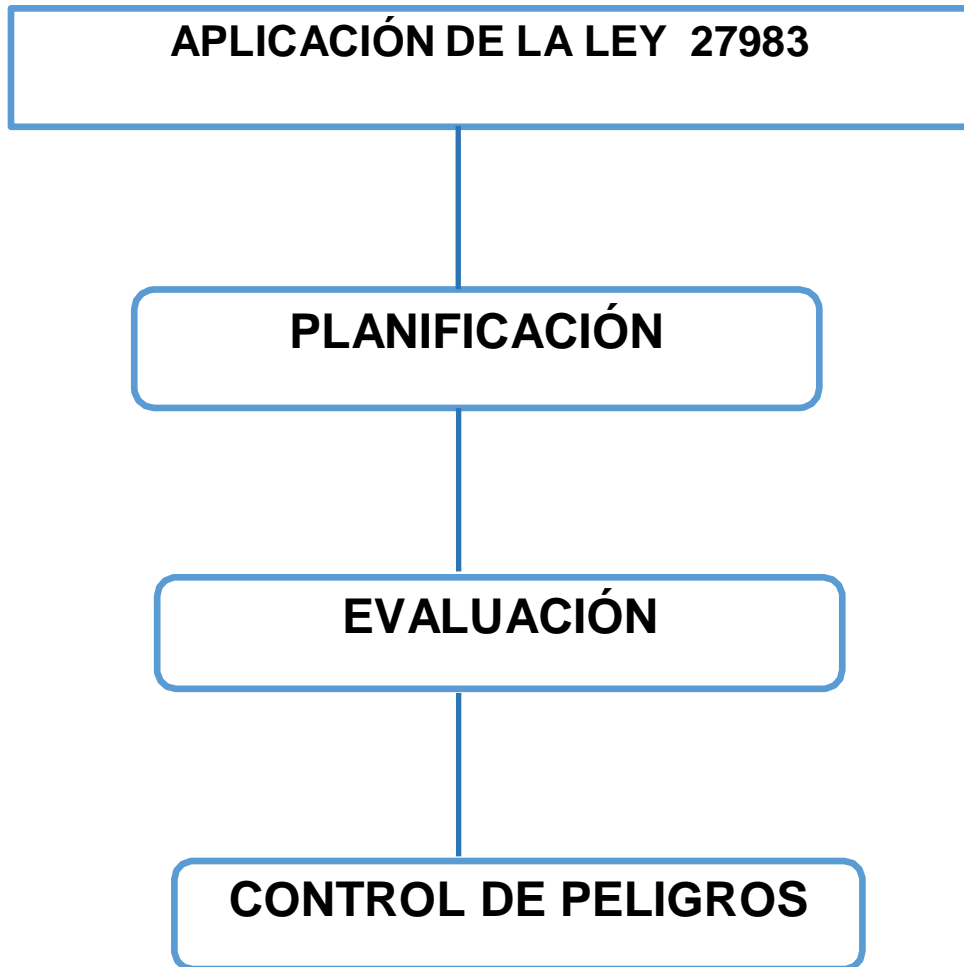 APLICACIÓN DE LA LEY  27983
PLANIFICACIÓN
EVALUACIÓN
CONTROL DE PELIGROS